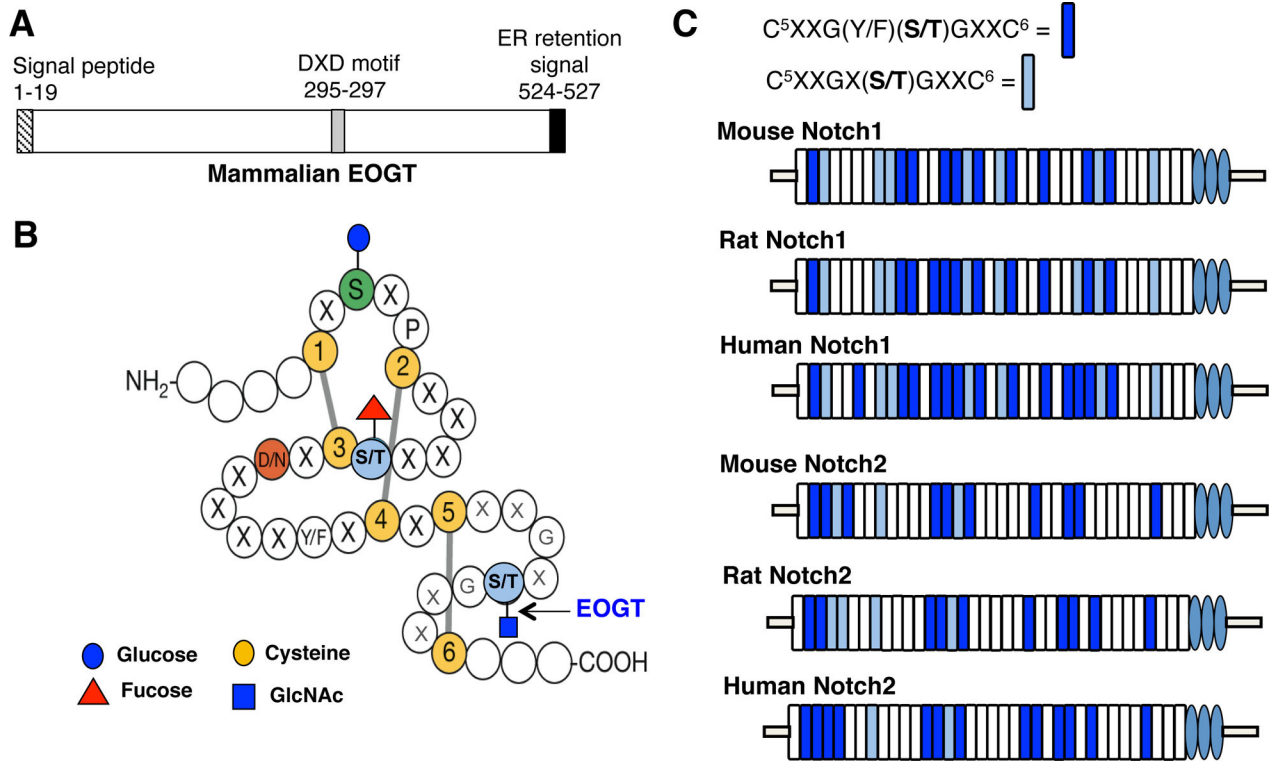 A
Signal peptide
1-19
DXD motif
295-297
ER retention
signal
524-527
Mammalian EOGT
B
S
X
X
P
1
2
NH₂-
X
X
D/N
X
3
S/T
X
X
X
X
X
X
Y/F
X
4
X
5
X
X
G
X
S/T
G
X
X
6
EOGT
-COOH
Glucose
Cysteine
Fucose
GlcNAc
C
C⁵XXG(Y/F)(S/T)GXXC⁶ =
C⁵XXGX(S/T)GXXC⁶ =
Mouse Notch1
Rat Notch1
Human Notch1
Mouse Notch2
Rat Notch2
Human Notch2